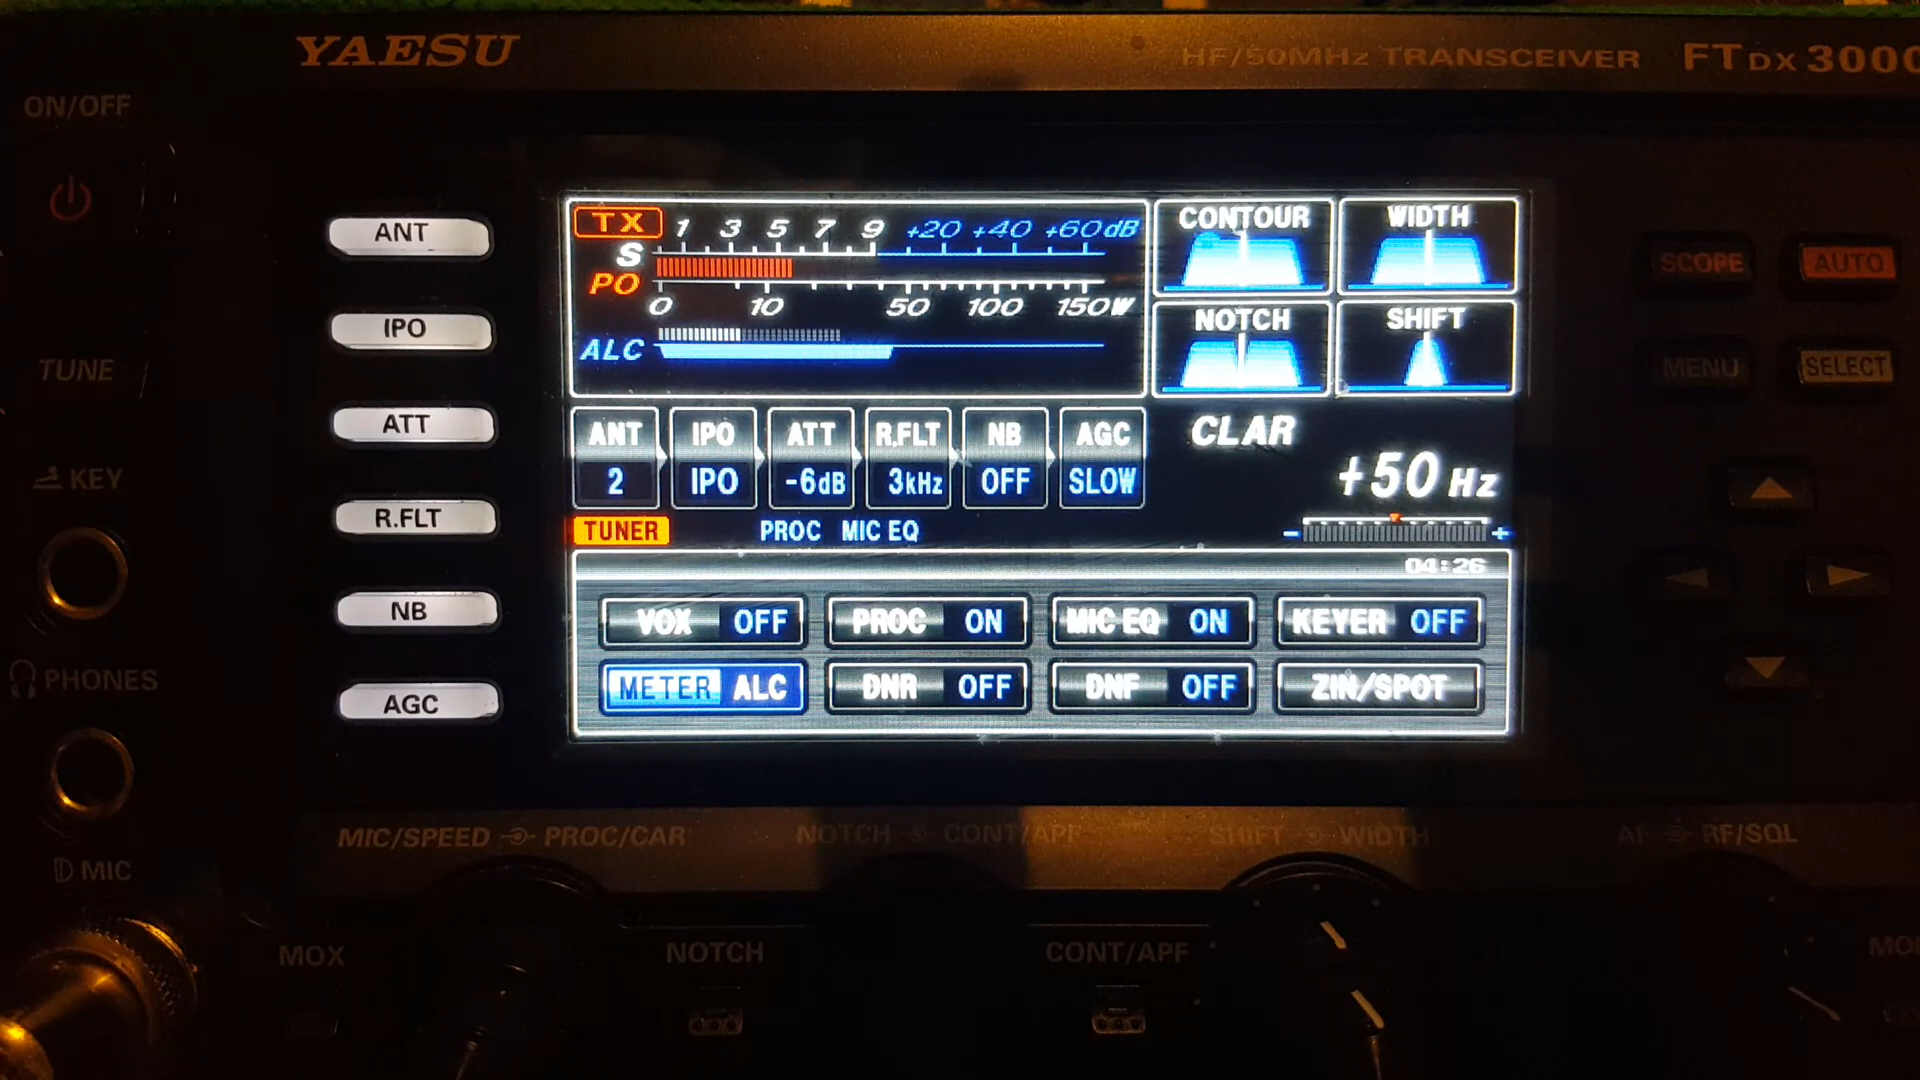 YAESU
HF/50MHz TRANSCEIVER FTDX 3000
ON/OFF
TUNE
KEY
PHONES
MIC
ANT
IPO
ATT
R.FLT
NB
AGC
TX 1 3 5 7 9 +20 +40 +60dB
S
PO
0 10 50 100 150W
ALC
CONTOUR WIDTH
NOTCH SHIFT
ANT IPO ATT R.FLT NB AGC
2 IPO -6dB 3kHz OFF SLOW
CLAR
+50 Hz
- +
TUNER PROC MIC EQ
04:26
VOX OFF PROC ON MIC EQ ON KEYER OFF
METER ALC DNR OFF DNF OFF ZIN/SPOT
SCOPE AUTO
MENU SELECT
MIC/SPEED PROC/CAR NOTCH CONT/APF SHIFT WIDTH AF RF/SQL
MOX NOTCH CONT/APF